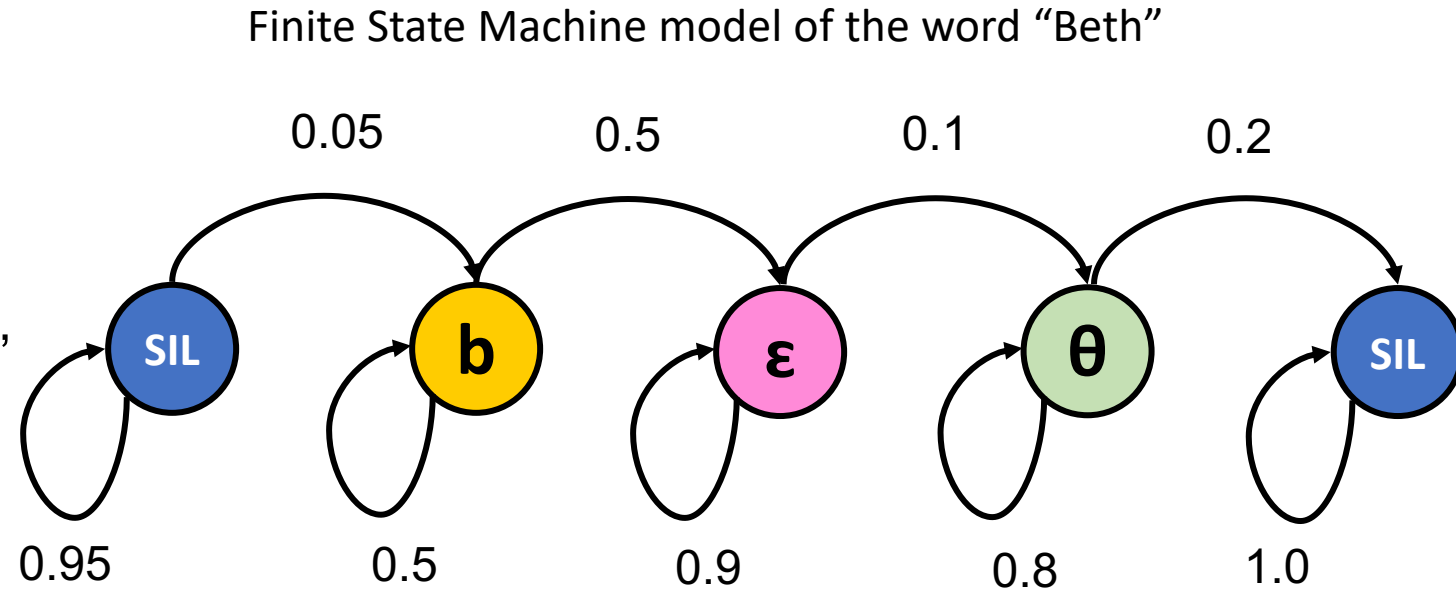 Finite State Machine model of the word “Beth”
0.05 0.5 0.1 0.2
’
SIL b ε θ SIL
0.95 0.5 0.9 0.8 1.0